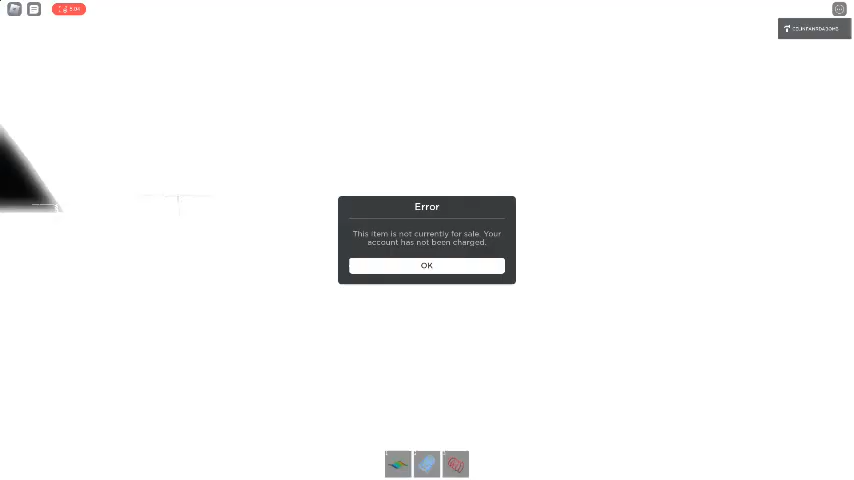 Error
This item is not currently for sale. Your
account has not been charged.
OK